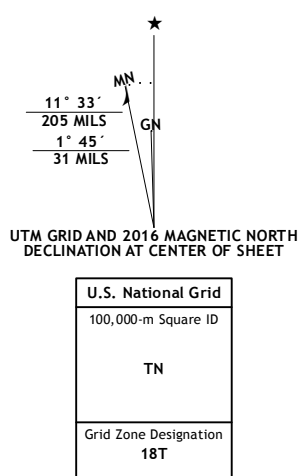 MN
GN
11° 33´
205 MILS
1° 45´
31 MILS
UTM GRID AND 2016 MAGNETIC NORTH
DECLINATION AT CENTER OF SHEET
U.S. National Grid
100,000-m Square ID
TN
Grid Zone Designation
18T